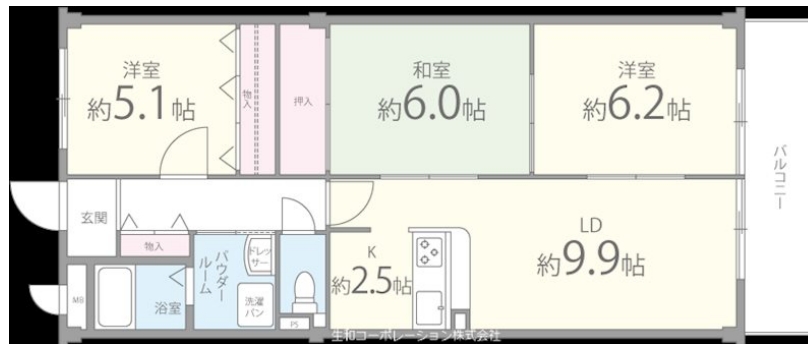 洋室
約5.1帖
物入
押入
和室
約6.0帖
洋室
約6.2帖
バルコニー
玄関
物入
MB
浴室
パウダー
ルーム
ドレッ
サー
洗濯
パン
PS
K
約2.5帖
LD
約9.9帖
生和コーポレーション株式会社